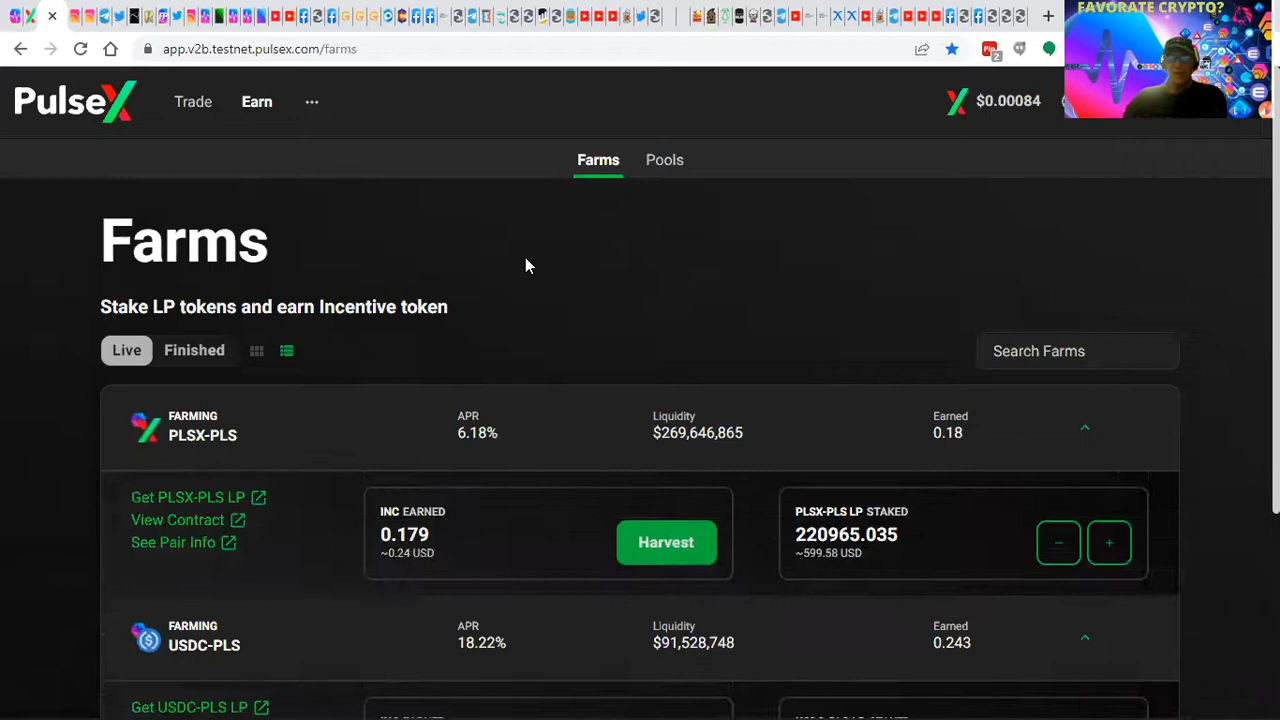 FAVORATE CRYPTO?
app.v2b.testnet.pulsex.com/farms
2
PulseX
Trade
Earn
$0.00084
Farms
Pools
Farms
Stake LP tokens and earn Incentive token
Live
Finished
Search Farms
FARMING
PLSX-PLS
APR
6.18%
Liquidity
$269,646,865
Earned
0.18
Get PLSX-PLS LP
View Contract
See Pair Info
INC EARNED
0.179
~0.24 USD
Harvest
PLSX-PLS LP STAKED
220965.035
~599.58 USD
FARMING
USDC-PLS
APR
18.22%
Liquidity
$91,528,748
Earned
0.243
Get USDC-PLS LP